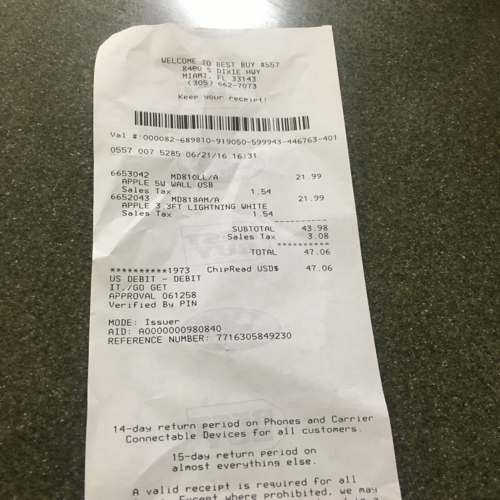 WELCOME TO BEST BUY #557
8480 S DIXIE HWY
MIAMI, FL 33143
(305) 662-7073
Keep your receipt!
Val #:000082-689810-919050-599943-446763-401
0557 007 5285 06/21/16 16:31
6653042 MD810LL/A 21.99
APPLE 5W WALL USB
Sales Tax 1.54
6652043 MD818AM/A 21.99
APPLE 3.3FT LIGHTNING WHITE
Sales Tax 1.54
SUBTOTAL 43.98
Sales Tax 3.08
TOTAL 47.06
**********1973 ChipRead USD$ 47.06
US DEBIT - DEBIT
IT,/GO GET
APPROVAL 061258
Verified By PIN
MODE: Issuer
AID: A0000000980840
REFERENCE NUMBER: 7716305849230
14-day return period on Phones and Carrier
Connectable Devices for all customers.
15-day return period on
almost everything else.
A valid receipt is required for all
Except where prohibited, we may